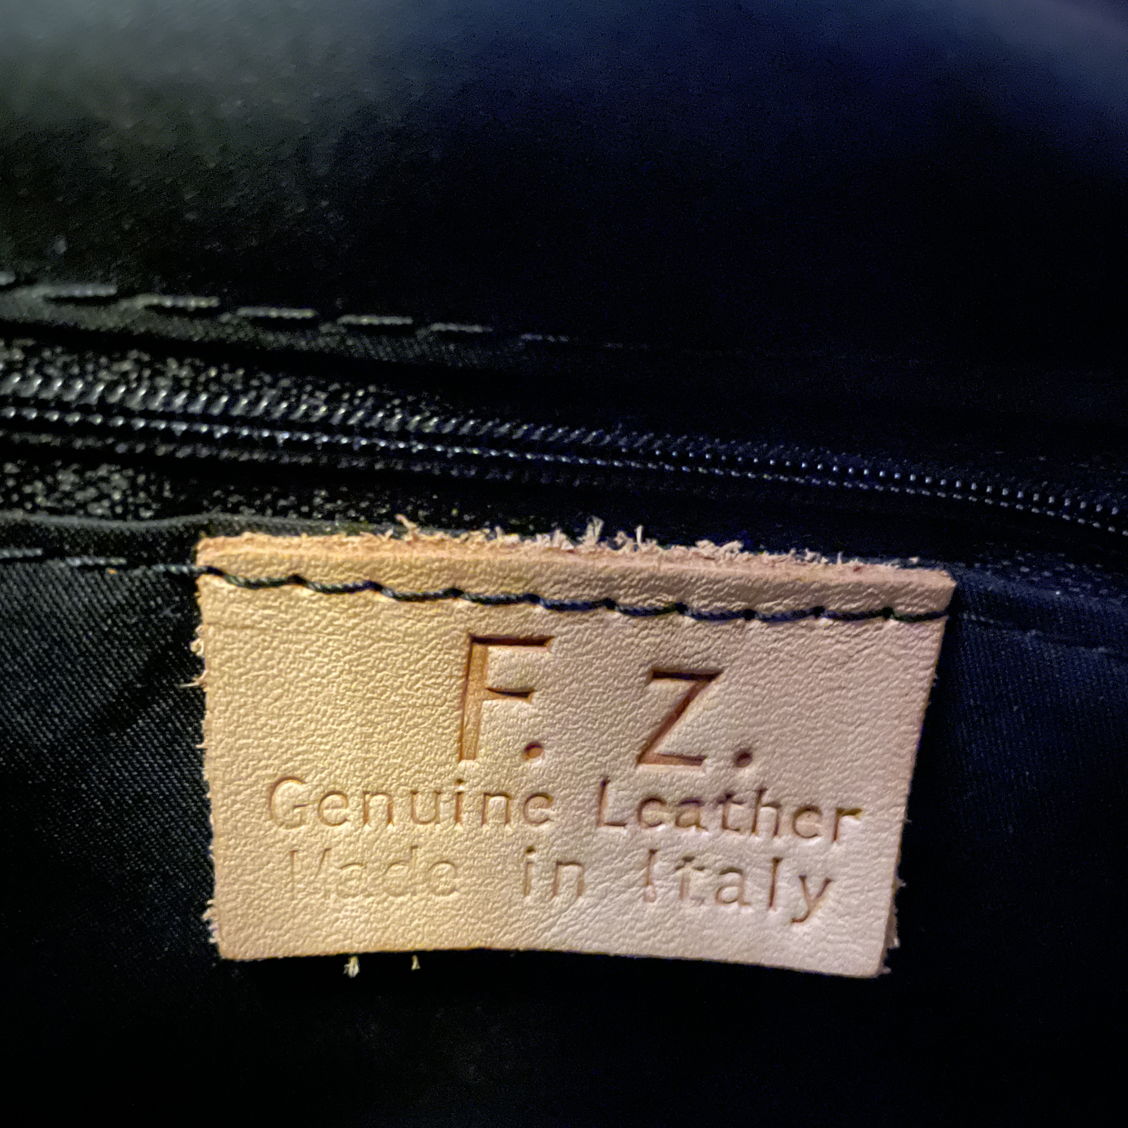 F. Z.
Genuine Leather
Made in Italy